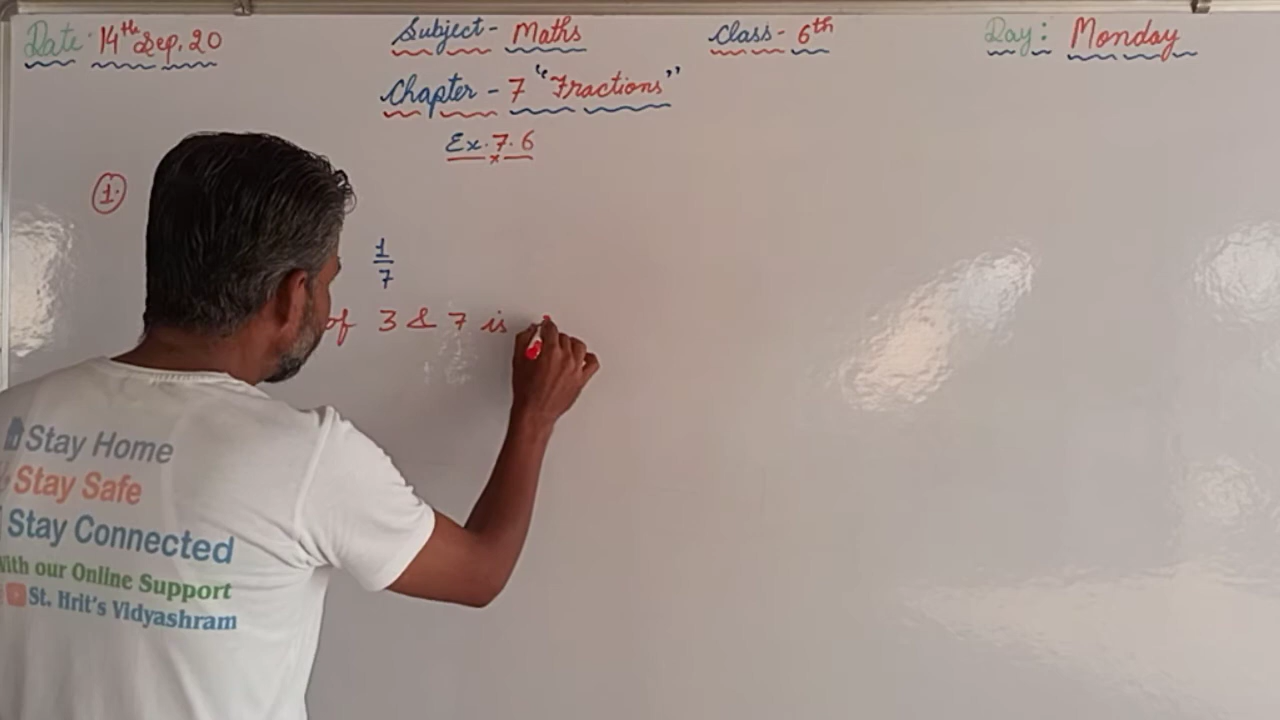 Date: 14th Sep. 20
Subject - Maths
Class - 6th
Day: Monday
Chapter - 7 "Fractions"
Ex. 7.6
1.
1
7
of 3 & 7 is
Stay Home
Stay Safe
Stay Connected
With our Online Support
St. Hrit's Vidyashram